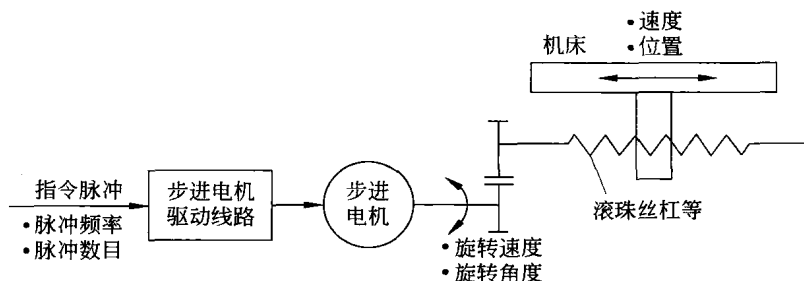 •速度
机床 •位置
指令脉冲
•脉冲频率
•脉冲数目
步进电机
驱动线路
步进
电机
滚珠丝杠等
•旋转速度
•旋转角度